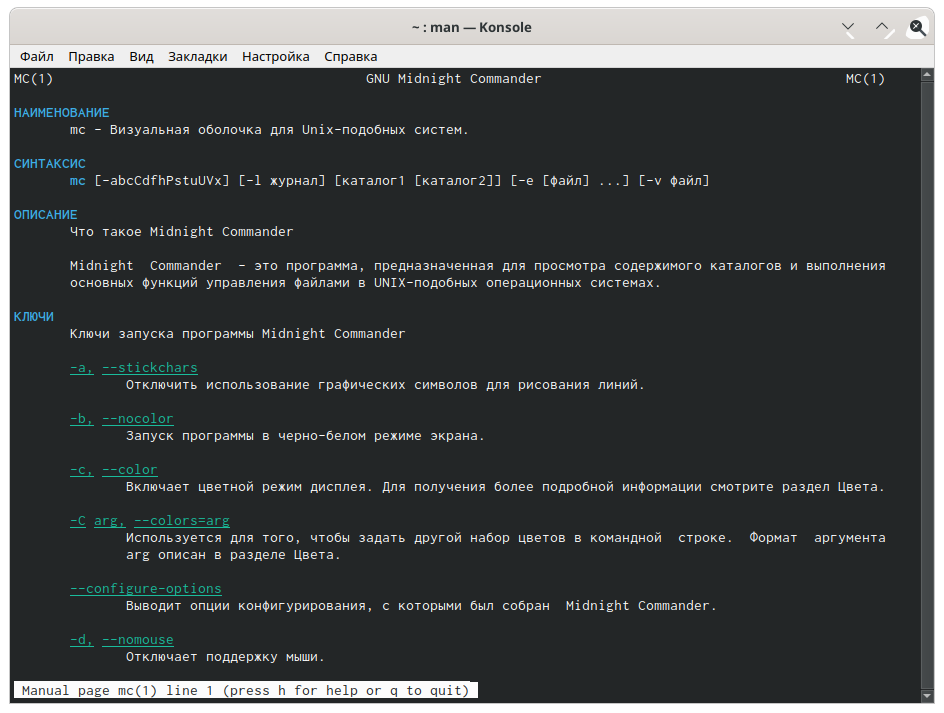 ~ : man — Konsole
Файл Правка Вид Закладки Настройка Справка
MC(1) GNU Midnight Commander MC(1)
НАИМЕНОВАНИЕ
mc - Визуальная оболочка для Unix-подобных систем.
СИНТАКСИС
mc [-abcCdfhPstuUVx] [-l журнал] [каталог1 [каталог2]] [-e [файл] ...] [-v файл]
ОПИСАНИЕ
Что такое Midnight Commander
Midnight Commander - это программа, предназначенная для просмотра содержимого каталогов и выполнения
основных функций управления файлами в UNIX-подобных операционных системах.
КЛЮЧИ
Ключи запуска программы Midnight Commander
-a, --stickchars
Отключить использование графических символов для рисования линий.
-b, --nocolor
Запуск программы в черно-белом режиме экрана.
-c, --color
Включает цветной режим дисплея. Для получения более подробной информации смотрите раздел Цвета.
-C arg, --colors=arg
Используется для того, чтобы задать другой набор цветов в командной строке. Формат аргумента
arg описан в разделе Цвета.
--configure-options
Выводит опции конфигурирования, с которыми был собран Midnight Commander.
-d, --nomouse
Отключает поддержку мыши.
Manual page mc(1) line 1 (press h for help or q to quit)